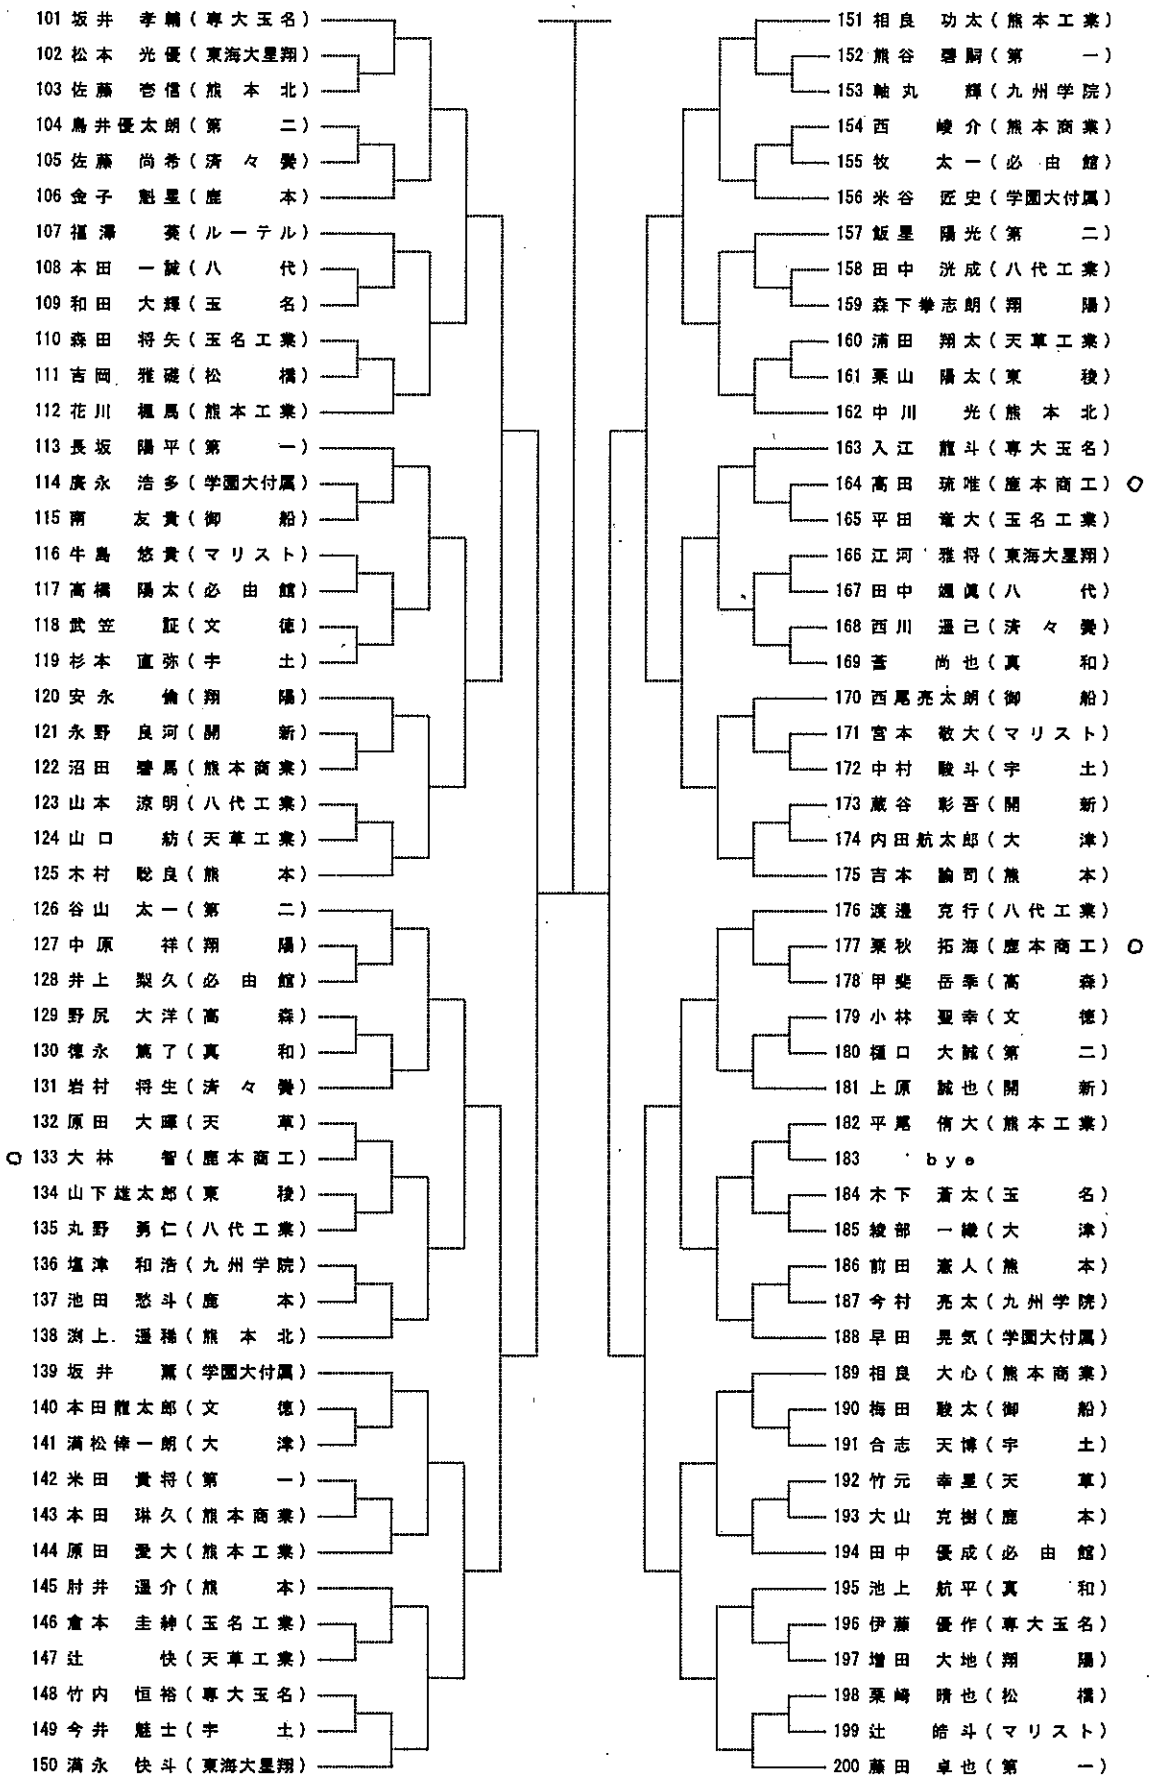 101 坂井 孝輔 (専大玉名)
102 松本 光優 (東海大星翔)
103 佐藤 壱信 (熊本北)
104 鳥井優太朗 (第二)
105 佐藤 尚希 (済々黌)
106 金子 魁星 (鹿本)
107 福澤 葵 (ルーテル)
108 本田 一誠 (八代)
109 和田 大輝 (玉名)
110 森田 将矢 (玉名工業)
111 吉岡 雅礎 (松橋)
112 花川 楓馬 (熊本工業)
113 長坂 陽平 (第一)
114 廣永 浩多 (学園大付属)
115 南 友貴 (御船)
116 牛島 悠貴 (マリスト)
117 高橋 陽太 (必由館)
118 武笠 証 (文徳)
119 杉本 直弥 (宇土)
120 安永 倫 (翔陽)
121 永野 良河 (開新)
122 沼田 碧馬 (熊本商業)
123 山本 涼明 (八代工業)
124 山口 紡 (天草工業)
125 木村 聡良 (熊本)
126 谷山 太一 (第二)
127 中原 祥 (翔陽)
128 井上 梨久 (必由館)
129 野尻 大洋 (高森)
130 徳永 篤了 (真和)
131 岩村 将生 (済々黌)
132 原田 大暉 (天草)
133 大林 智 (鹿本商工)
134 山下雄太郎 (東稜)
135 丸野 勇仁 (八代工業)
136 塩津 和浩 (九州学院)
137 池田 愁斗 (鹿本)
138 渕上 遥稀 (熊本北)
139 坂井 薫 (学園大付属)
140 本田龍太郎 (文徳)
141 満松倖一朗 (大津)
142 米田 貴将 (第一)
143 本田 琳久 (熊本商業)
144 原田 愛大 (熊本工業)
145 肘井 遥介 (熊本)
146 倉本 圭紳 (玉名工業)
147 辻 快 (天草工業)
148 竹内 恒裕 (専大玉名)
149 今井 魁士 (宇土)
150 満永 快斗 (東海大星翔)
151 相良 功太 (熊本工業)
152 熊谷 碧嗣 (第一)
153 軸丸 輝 (九州学院)
154 西 崚介 (熊本商業)
155 牧 太一 (必由館)
156 米谷 匠史 (学園大付属)
157 飯星 陽光 (第二)
158 田中 洸成 (八代工業)
159 森下拳志朗 (翔陽)
160 浦田 翔太 (天草工業)
161 栗山 陽太 (東稜)
162 中川 光 (熊本北)
163 入江 龍斗 (専大玉名)
164 高田 琉唯 (鹿本商工)
165 平田 竜大 (玉名工業)
166 江河 雅将 (東海大星翔)
167 田中 颯眞 (八代)
168 西川 遥己 (済々黌)
169 菅 尚也 (真和)
170 西尾亮太朗 (御船)
171 宮本 敬大 (マリスト)
172 中村 駿斗 (宇土)
173 蔵谷 彰吾 (開新)
174 内田航太郎 (大津)
175 吉本 諭司 (熊本)
176 渡邊 克行 (八代工業)
177 栗秋 拓海 (鹿本商工)
178 甲斐 岳季 (高森)
179 小林 聖幸 (文徳)
180 樋口 大誠 (第二)
181 上原 誠也 (開新)
182 平尾 侑大 (熊本工業)
183 bye
184 木下 蒼太 (玉名)
185 綾部 一織 (大津)
186 前田 憲人 (熊本)
187 今村 亮太 (九州学院)
188 早田 晃気 (学園大付属)
189 相良 大心 (熊本商業)
190 梅田 駿太 (御船)
191 合志 天博 (宇土)
192 竹元 幸星 (天草)
193 大山 克樹 (鹿本)
194 田中 優成 (必由館)
195 池上 航平 (真和)
196 伊藤 優作 (専大玉名)
197 増田 大地 (翔陽)
198 栗崎 晴也 (松橋)
199 辻 皓斗 (マリスト)
200 藤田 卓也 (第一)